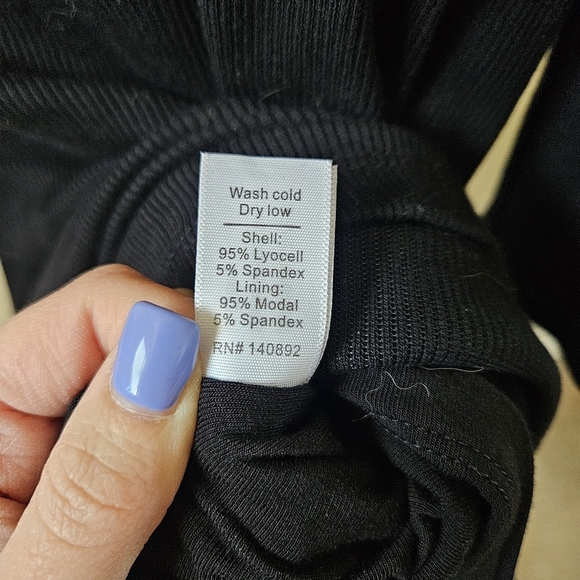 Wash cold
Dry low
Shell:
95% Lyocell
5% Spandex
Lining:
95% Modal
5% Spandex
RN# 140892